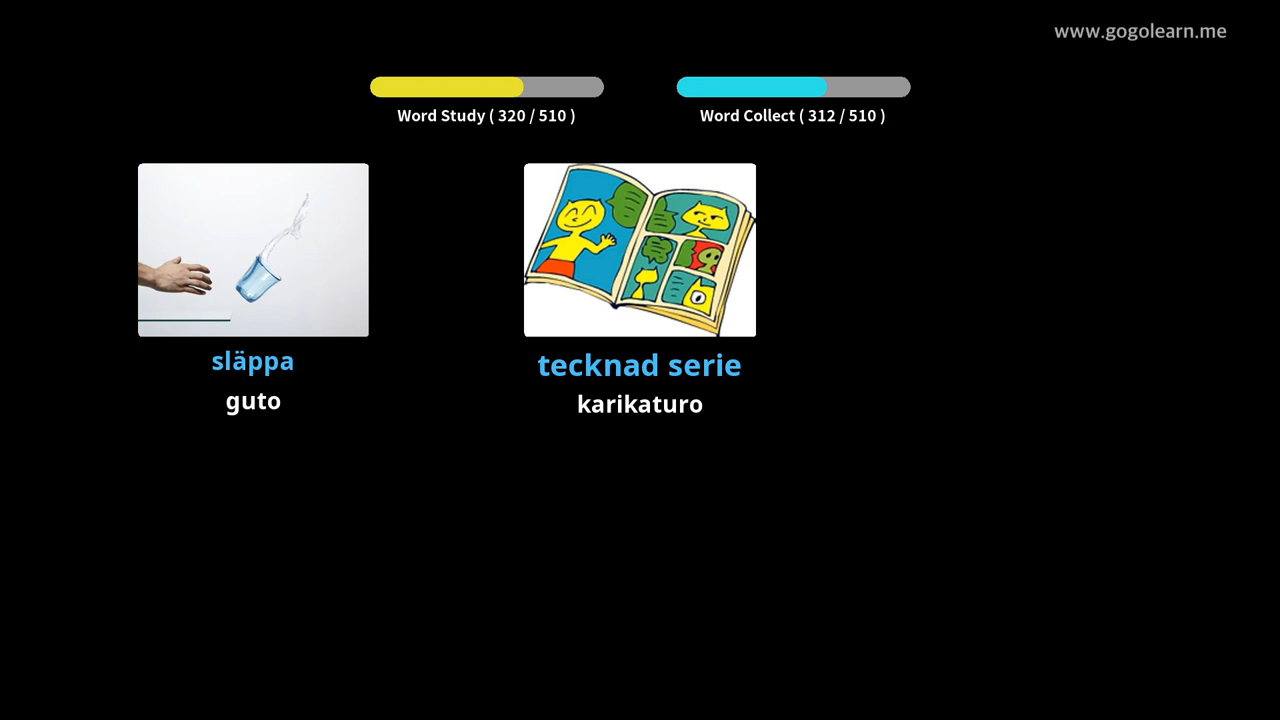 www.gogolearn.me
Word Study ( 320 / 510 )
Word Collect ( 312 / 510 )
släppa
guto
tecknad serie
karikaturo